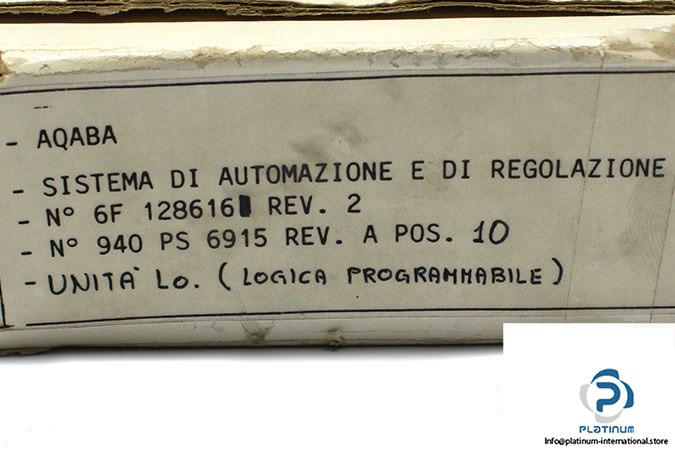 - AQABA
- SISTEMA DI AUTOMAZIONE E DI REGOLAZIONE
- N° 6F 128616 REV. 2
- N° 940 PS 6915 REV. A POS. 10
- UNITA' LO. ( LOGICA PROGRAMMABILE )
PLATINUM
Info@platinum-international.store